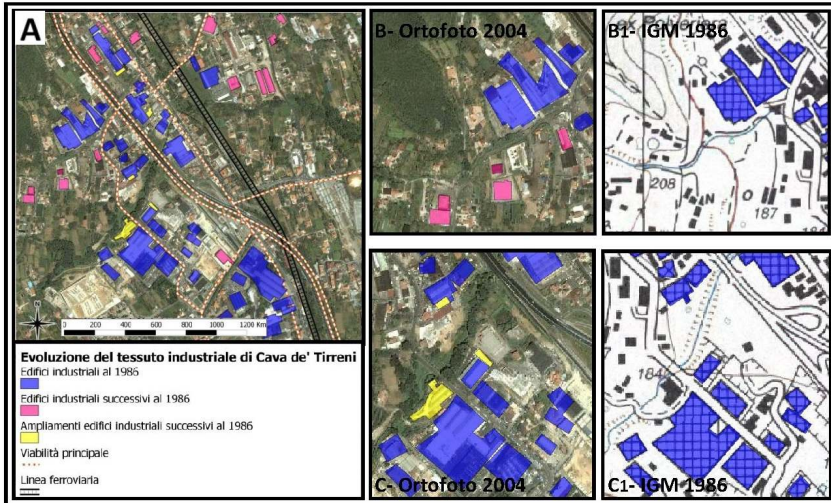 A
B- Ortofoto 2004
B1- IGM 1986
208
187
N
0 200 400 600 800 1000 1200 Km
Evoluzione del tessuto industriale di Cava de' Tirreni
Edifici industriali al 1986
Edifici industriali successivi al 1986
Ampliamenti edifici industriali successivi al 1986
Viabilità principale
Linea ferroviaria
C- Ortofoto 2004
C1- IGM 1986